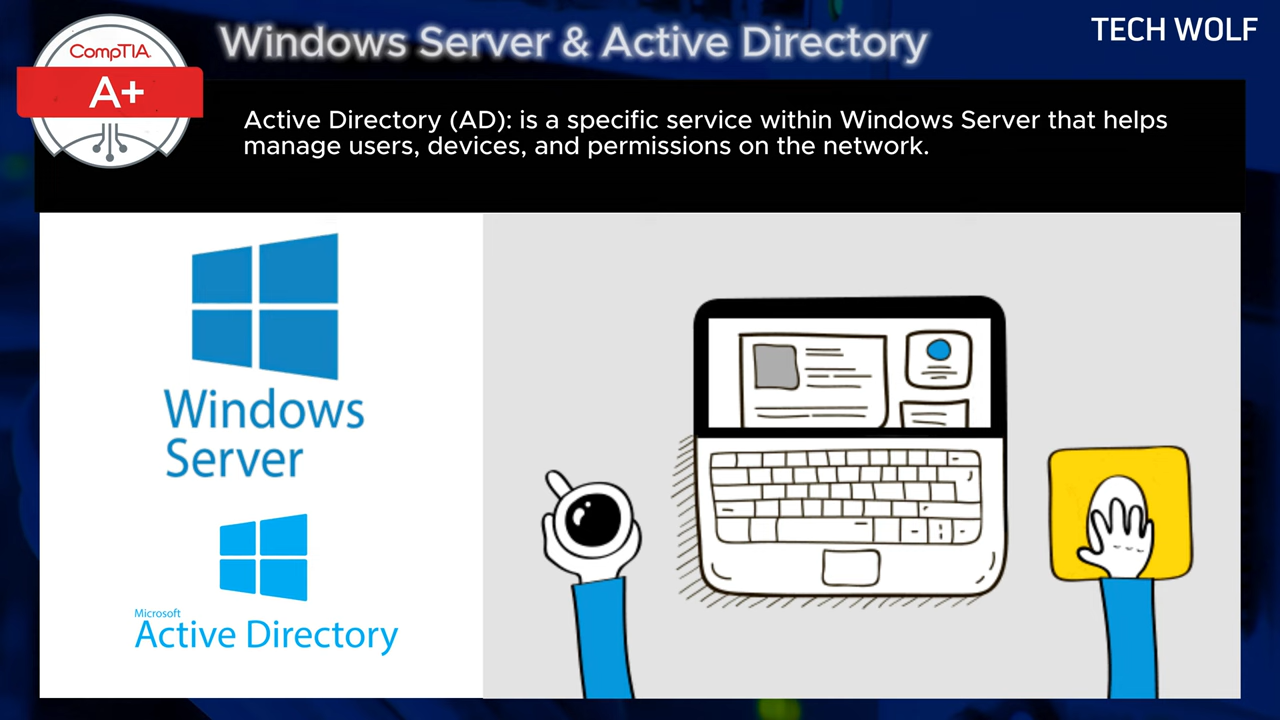 CompTIA.
A+
Windows Server & Active Directory
TECH WOLF
Active Directory (AD): is a specific service within Windows Server that helps
manage users, devices, and permissions on the network.
Windows
Server
Microsoft
Active Directory